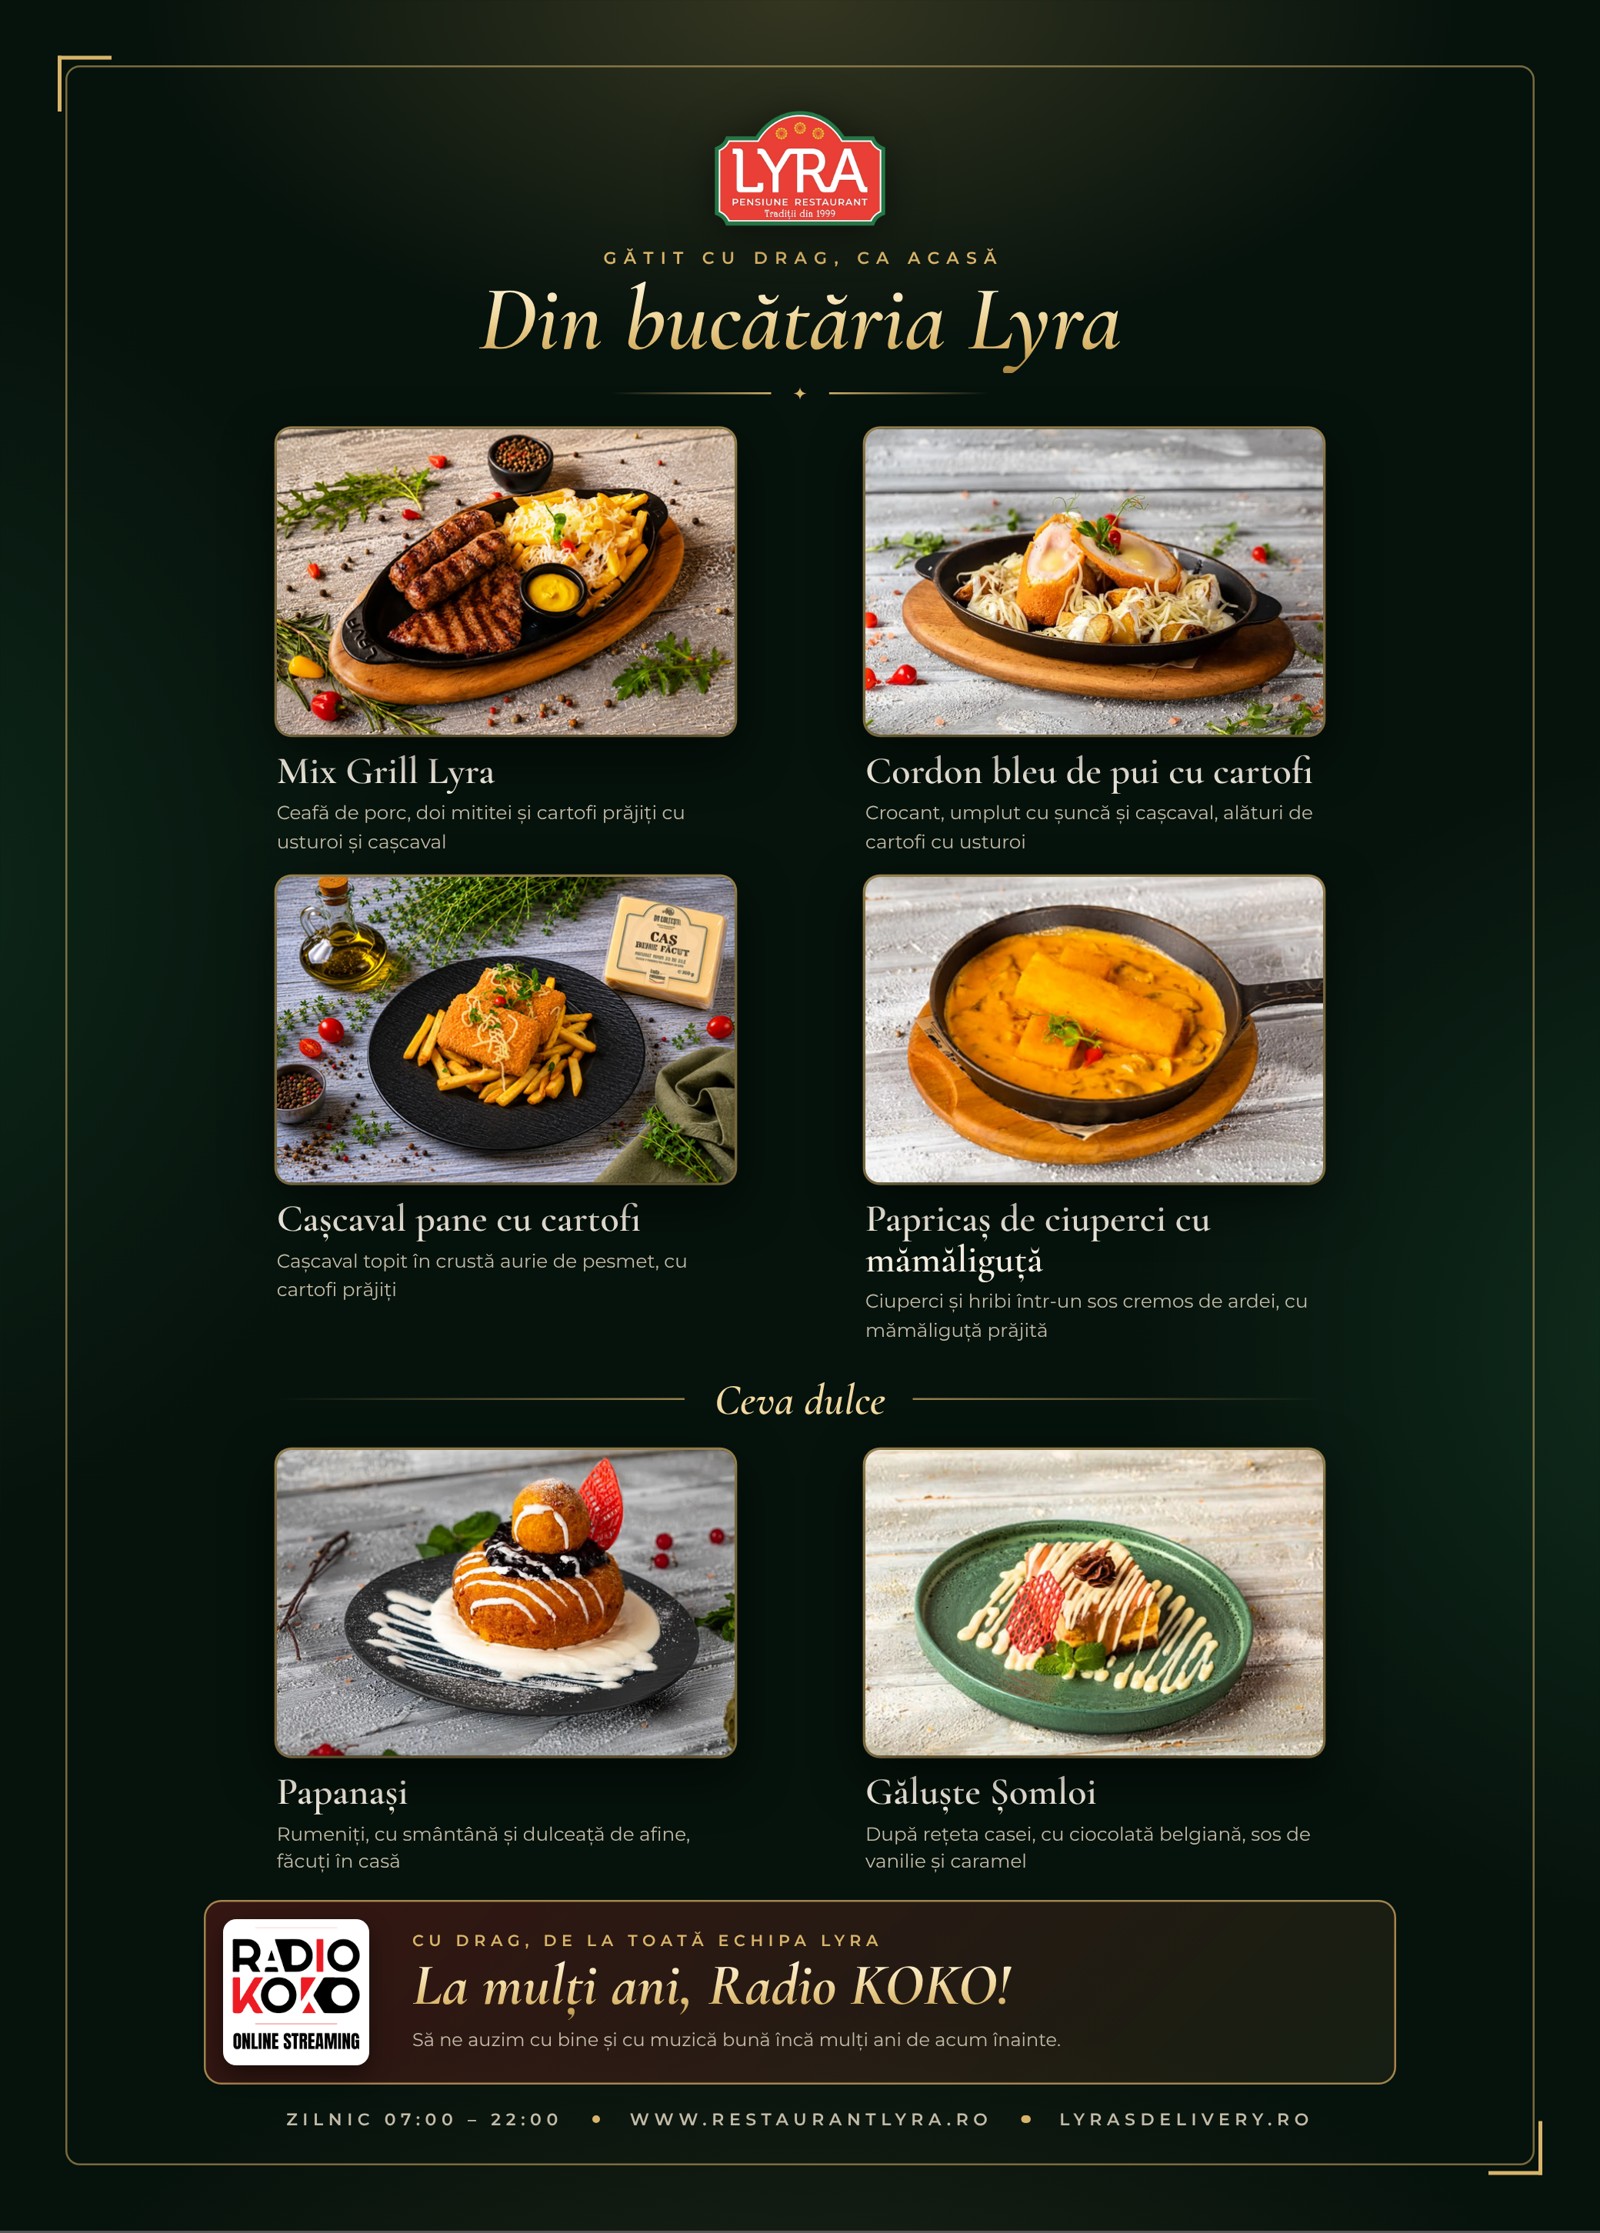 LYRA
PENSIUNE RESTAURANT
Tradiții din 1999
GĂTIT CU DRAG, CA ACASĂ
Din bucătăria Lyra
LYRA
Mix Grill Lyra
Ceafă de porc, doi mititei și cartofi prăjiți cu
usturoi și cașcaval
Cordon bleu de pui cu cartofi
Crocant, umplut cu șuncă și cașcaval, alături de
cartofi cu usturoi
CAȘ
BINE FĂCUT
Cașcaval pane cu cartofi
Cașcaval topit în crustă aurie de pesmet, cu
cartofi prăjiți
Papricaș de ciuperci cu
mămăliguță
Ciuperci și hribi într-un sos cremos de ardei, cu
mămăliguță prăjită
Ceva dulce
Papanași
Rumeniți, cu smântână și dulceață de afine,
făcuți în casă
Găluște Șomloi
După rețeta casei, cu ciocolată belgiană, sos de
vanilie și caramel
RADIO
KOKO
ONLINE STREAMING
CU DRAG, DE LA TOATĂ ECHIPA LYRA
La mulți ani, Radio KOKO!
Să ne auzim cu bine și cu muzică bună încă mulți ani de acum înainte.
ZILNIC 07:00 – 22:00 • WWW.RESTAURANTLYRA.RO • LYRASDELIVERY.RO